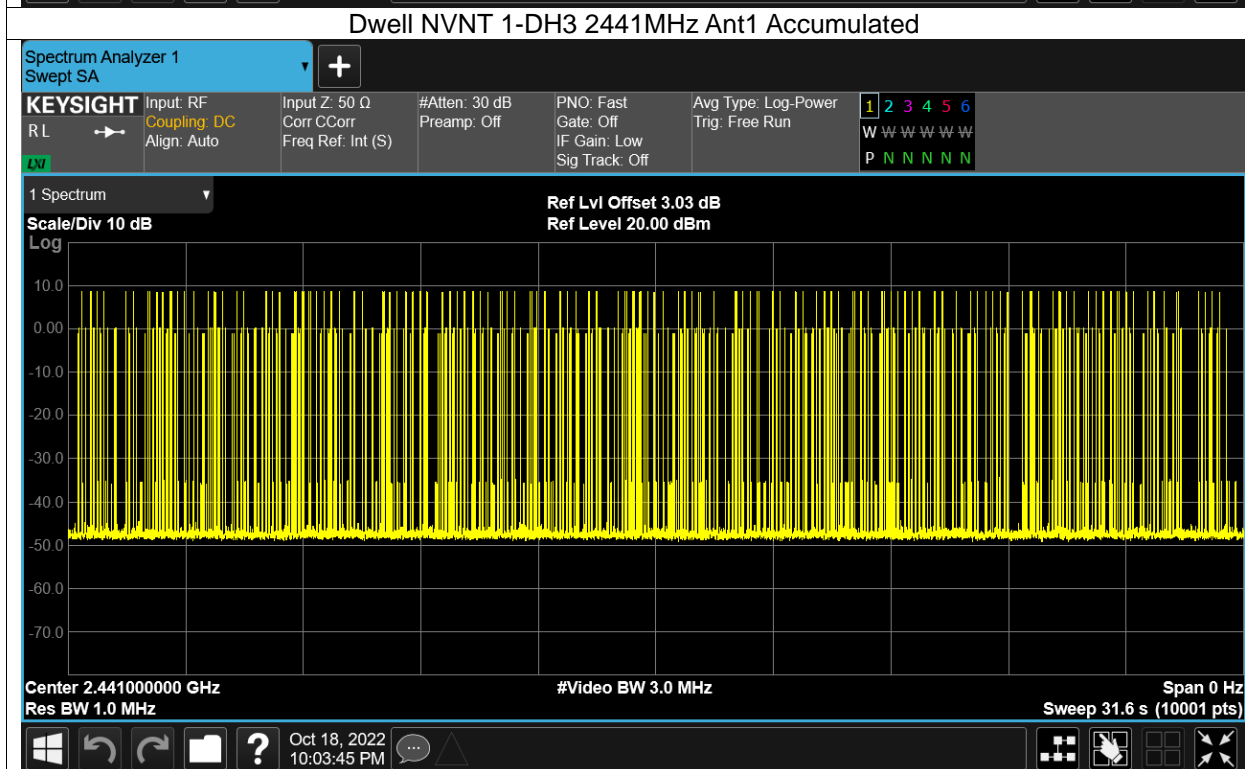 Dwell NVNT 1-DH3 2441MHz Ant1 Accumulated
Spectrum Analyzer 1
Swept SA
KEYSIGHT Input: RF Input Z: 50 Ω #Atten: 30 dB PNO: Fast Avg Type: Log-Power 1 2 3 4 5 6
RL Coupling: DC Corr CCorr Preamp: Off Gate: Off Trig: Free Run W W W W W W
Align: Auto Freq Ref: Int (S) IF Gain: Low
LXI Sig Track: Off P N N N N N
1 Spectrum Ref Lvl Offset 3.03 dB
Scale/Div 10 dB Ref Level 20.00 dBm
Log
10.0
0.00
-10.0
-20.0
-30.0
-40.0
-50.0
-60.0
-70.0
Center 2.441000000 GHz #Video BW 3.0 MHz Span 0 Hz
Res BW 1.0 MHz Sweep 31.6 s (10001 pts)
? Oct 18, 2022
10:03:45 PM